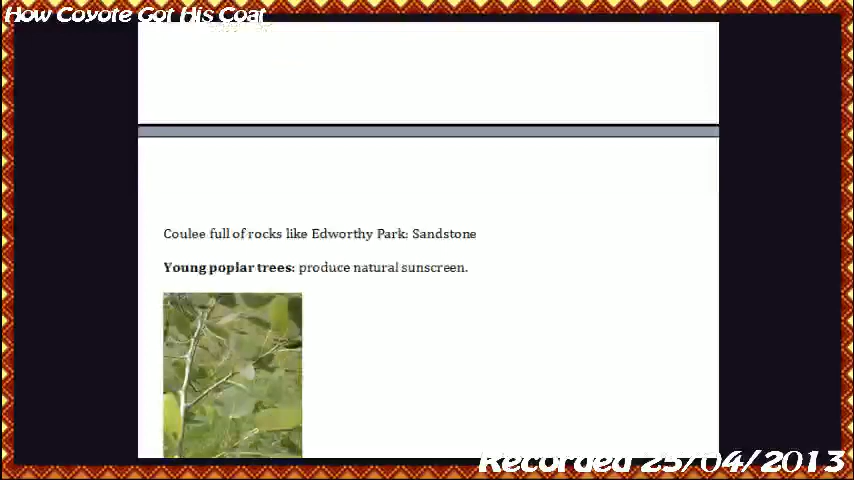 How Coyote Got His Coat
Coulee full of rocks like Edworthy Park: Sandstone
Young poplar trees: produce natural sunscreen.
Recorded 23/04/2013